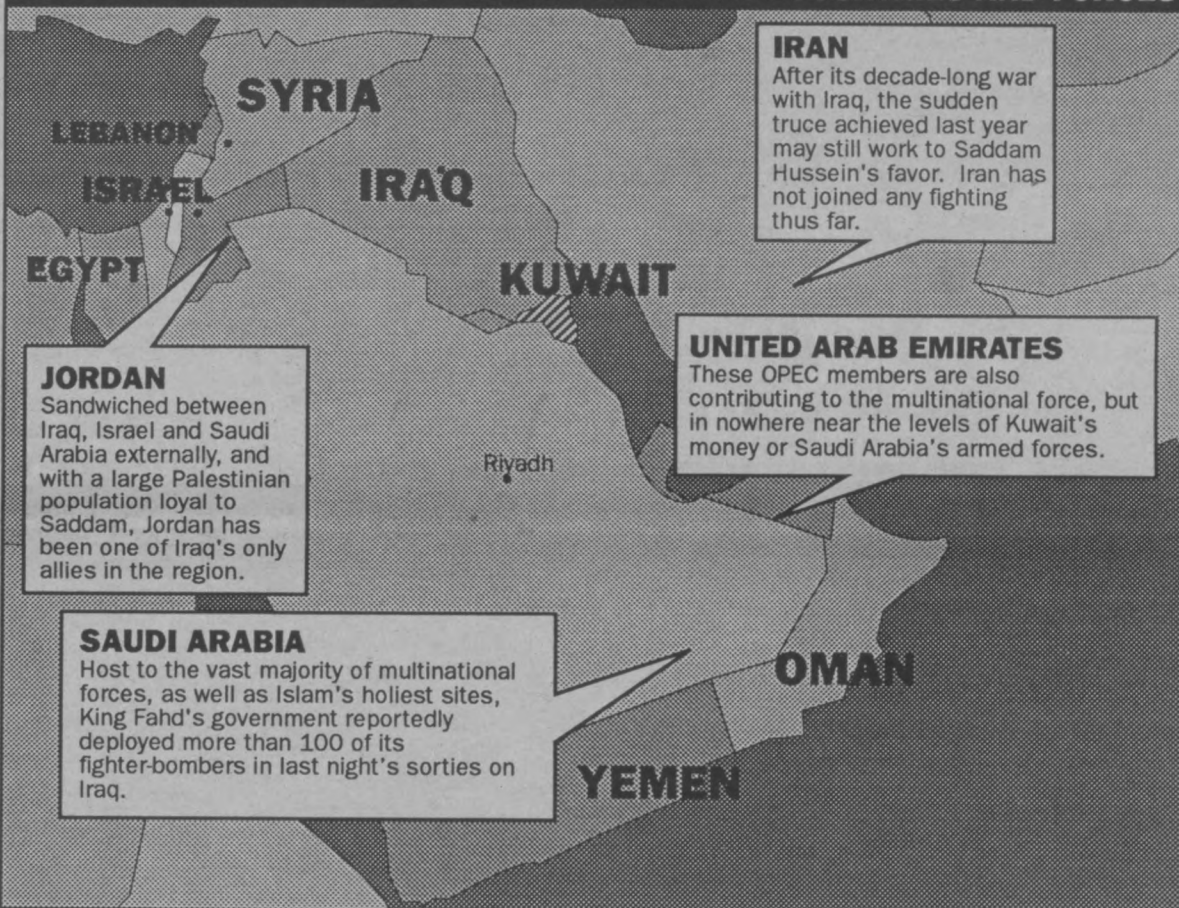 SYRIA
LEBANON
ISRAEL
IRAQ
EGYPT
KUWAIT
IRAN
After its decade-long war
with Iraq, the sudden
truce achieved last year
may still work to Saddam
Hussein's favor. Iran has
not joined any fighting
thus far.
UNITED ARAB EMIRATES
These OPEC members are also
contributing to the multinational force, but
in nowhere near the levels of Kuwait's
money or Saudi Arabia's armed forces.
JORDAN
Sandwiched between
Iraq, Israel and Saudi
Arabia externally, and
with a large Palestinian
population loyal to
Saddam, Jordan has
been one of Iraq's only
allies in the region.
Riyadh
SAUDI ARABIA
Host to the vast majority of multinational
forces, as well as Islam's holiest sites,
King Fahd's government reportedly
deployed more than 100 of its
fighter-bombers in last night's sorties on
Iraq.
OMAN
YEMEN